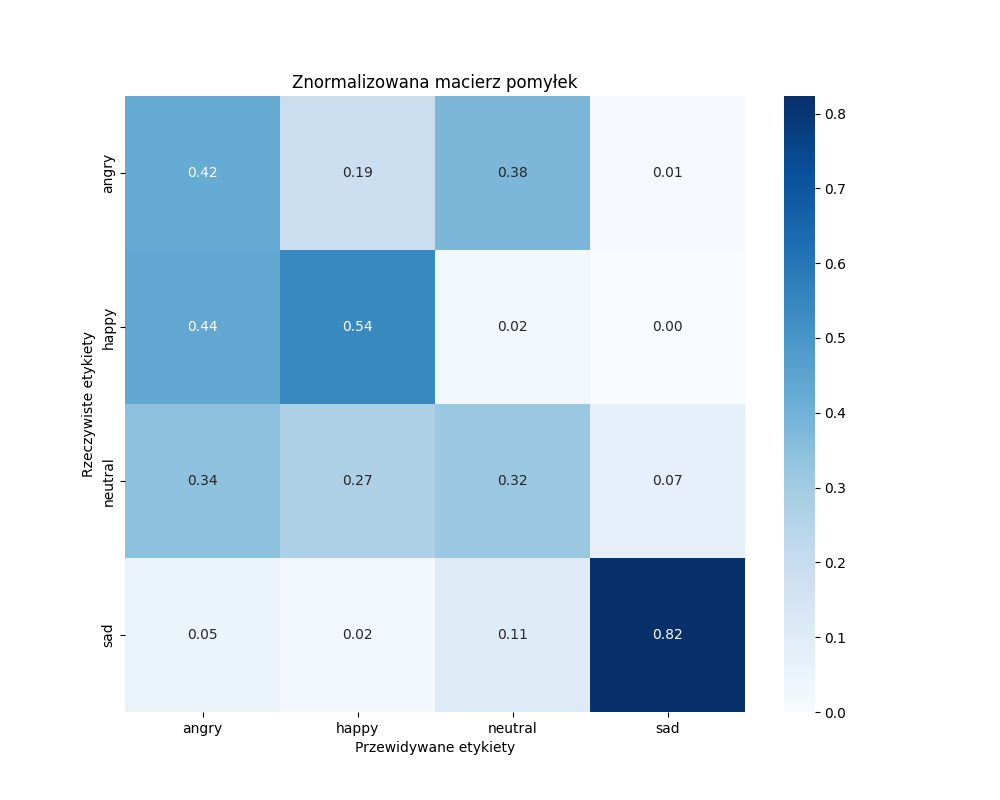 Znormalizowana macierz pomyłek
Rzeczywiste etykiety
angry
0.42 0.19 0.38 0.01
happy
0.44 0.54 0.02 0.00
neutral
0.34 0.27 0.32 0.07
sad
0.05 0.02 0.11 0.82
angry happy neutral sad
Przewidywane etykiety
0.8
0.7
0.6
0.5
0.4
0.3
0.2
0.1
0.0